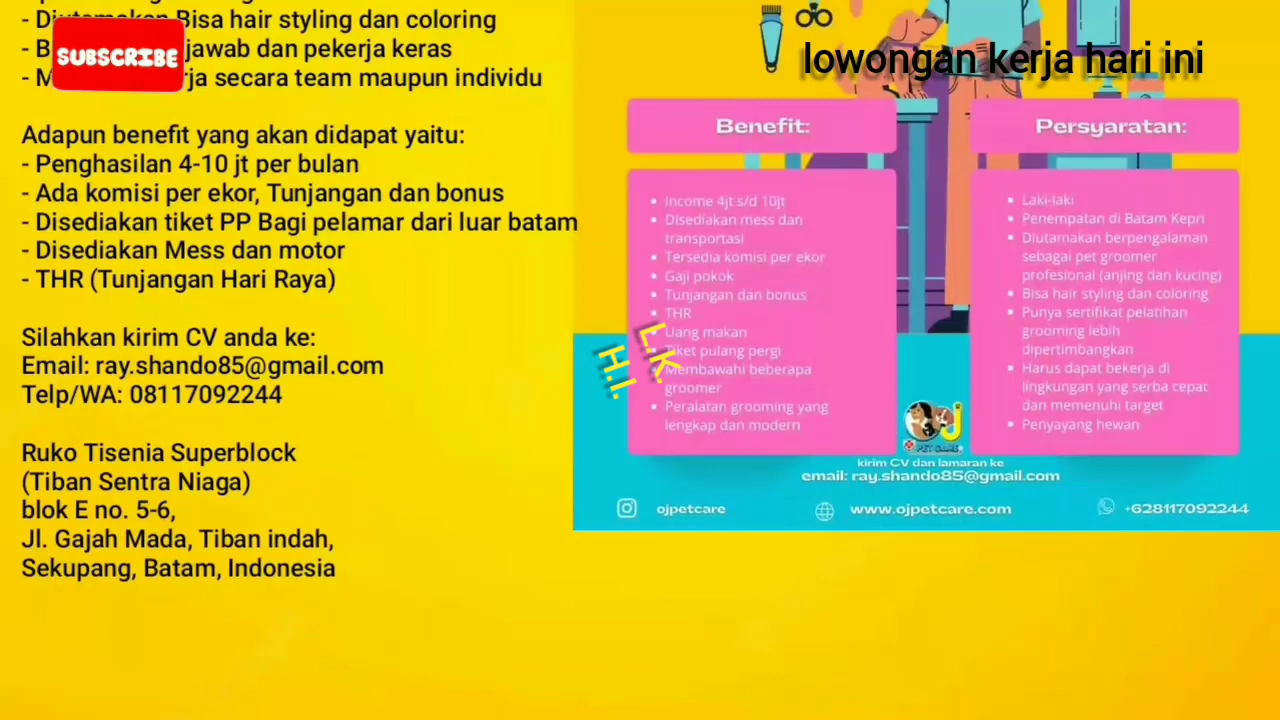 - Diutamakan Bisa hair styling dan coloring
SUBSCRIBE
jawab dan pekerja keras
secara team maupun individu
Adapun benefit yang akan didapat yaitu:
- Penghasilan 4-10 jt per bulan
- Ada komisi per ekor, Tunjangan dan bonus
- Disediakan tiket PP Bagi pelamar dari luar batam
- Disediakan Mess dan motor
- THR (Tunjangan Hari Raya)
Silahkan kirim CV anda ke:
Email: ray.shando85@gmail.com
Telp/WA: 08117092244
Ruko Tisenia Superblock
(Tiban Sentra Niaga)
blok E no. 5-6,
Jl. Gajah Mada, Tiban indah,
Sekupang, Batam, Indonesia
lowongan kerja hari ini
Benefit:
• Income 4jt s/d 10jt
• Disediakan mess dan
transportasi
• Tersedia komisi per ekor
• Gaji pokok
• Tunjangan dan bonus
• THR
• Uang makan
• Tiket pulang pergi
• Membawahi beberapa
groomer
• Peralatan grooming yang
lengkap dan modern
L.K.
H.I.
Persyaratan:
• Laki-laki
• Penempatan di Batam Kepri
• Diutamakan berpengalaman
sebagai pet groomer
profesional (anjing dan kucing)
• Bisa hair styling dan coloring
• Punya sertifikat pelatihan
grooming lebih
dipertimbangkan
• Harus dapat bekerja di
lingkungan yang serba cepat
dan memenuhi target
• Penyayang hewan
PET CARE
kirim CV dan lamaran ke
email: ray.shando85@gmail.com
ojpetcare
www.ojpetcare.com
+628117092244